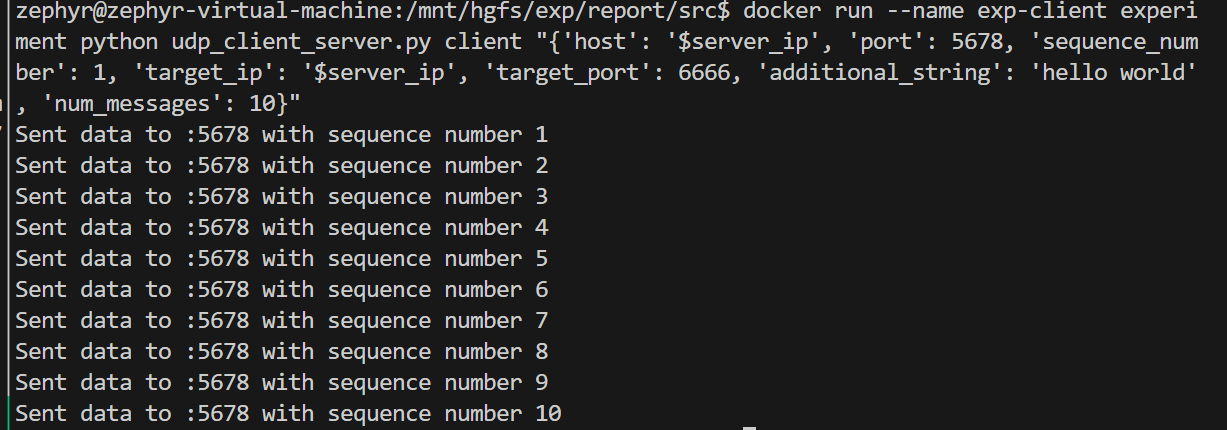 zephyr@zephyr-virtual-machine:/mnt/hgfs/exp/report/src$ docker run --name exp-client experi
ment python udp_client_server.py client "{'host': '$server_ip', 'port': 5678, 'sequence_num
ber': 1, 'target_ip': '$server_ip', 'target_port': 6666, 'additional_string': 'hello world'
, 'num_messages': 10}"
Sent data to :5678 with sequence number 1
Sent data to :5678 with sequence number 2
Sent data to :5678 with sequence number 3
Sent data to :5678 with sequence number 4
Sent data to :5678 with sequence number 5
Sent data to :5678 with sequence number 6
Sent data to :5678 with sequence number 7
Sent data to :5678 with sequence number 8
Sent data to :5678 with sequence number 9
Sent data to :5678 with sequence number 10